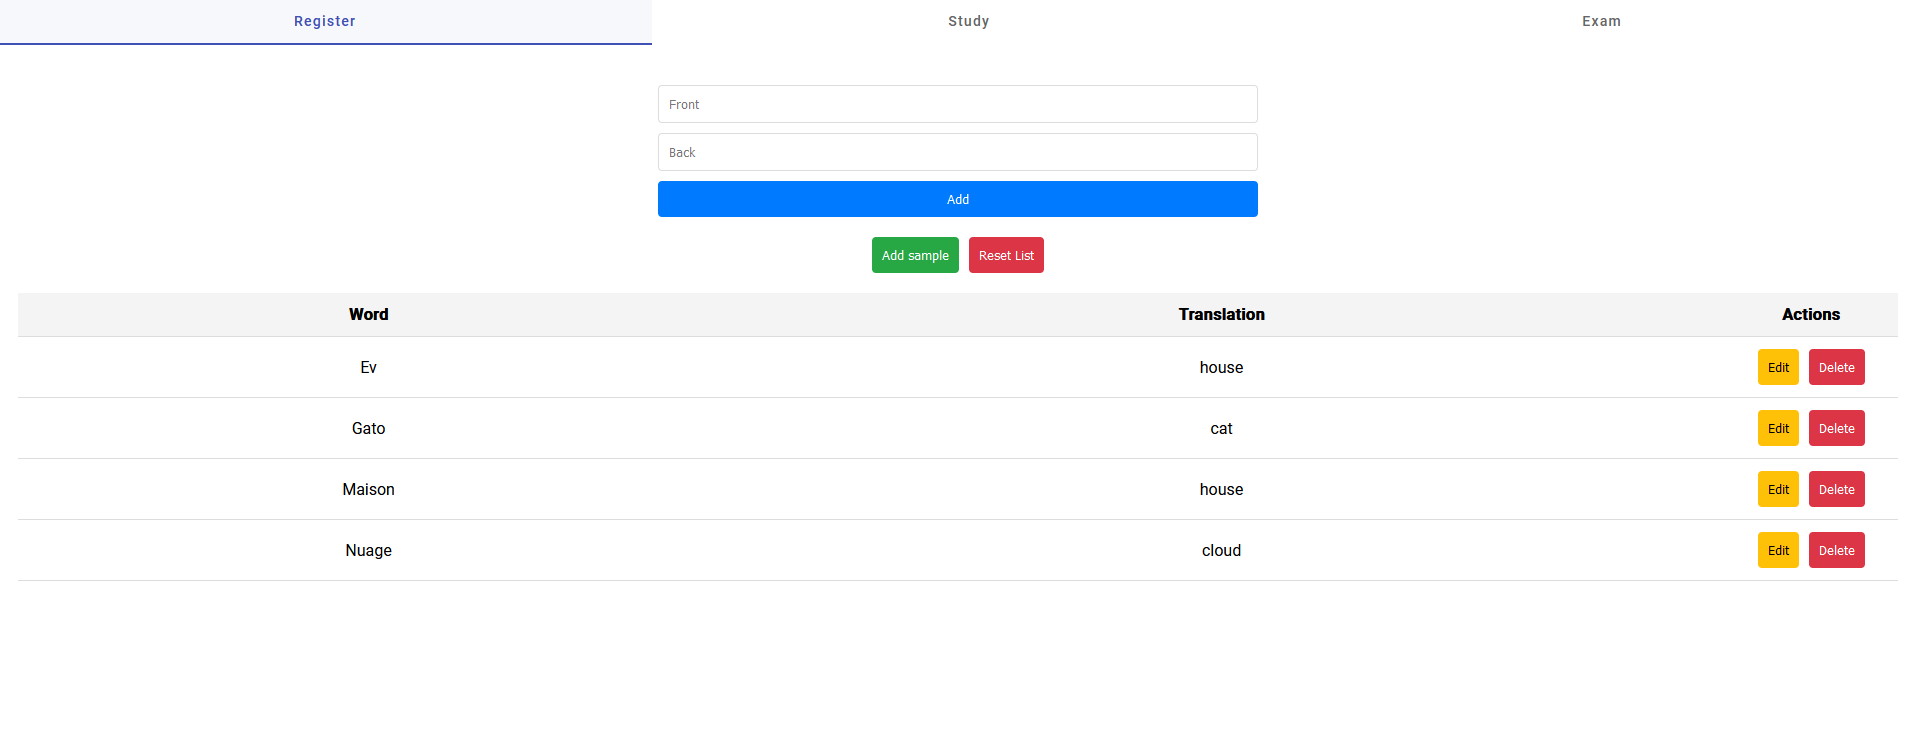 Register Study Exam
Front
Back
Add
Add sample Reset List
Word Translation Actions
Ev house Edit Delete
Gato cat Edit Delete
Maison house Edit Delete
Nuage cloud Edit Delete